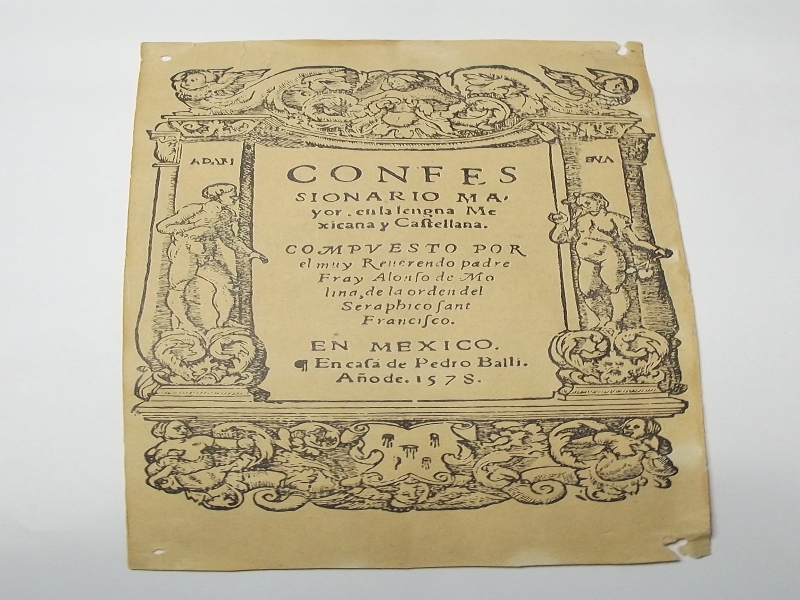 ADAM
EVA
CONFES
SIONARIO MA,
yor, en la lengua Me
xicana y Castellana.
COMPVESTO POR
el muy Reuerendo padre
Fray Alonso de Mo
lina, de la orden del
Seraphico sant
Francisco.
EN MEXICO.
¶ En casa de Pedro Balli.
Año de. 1578.